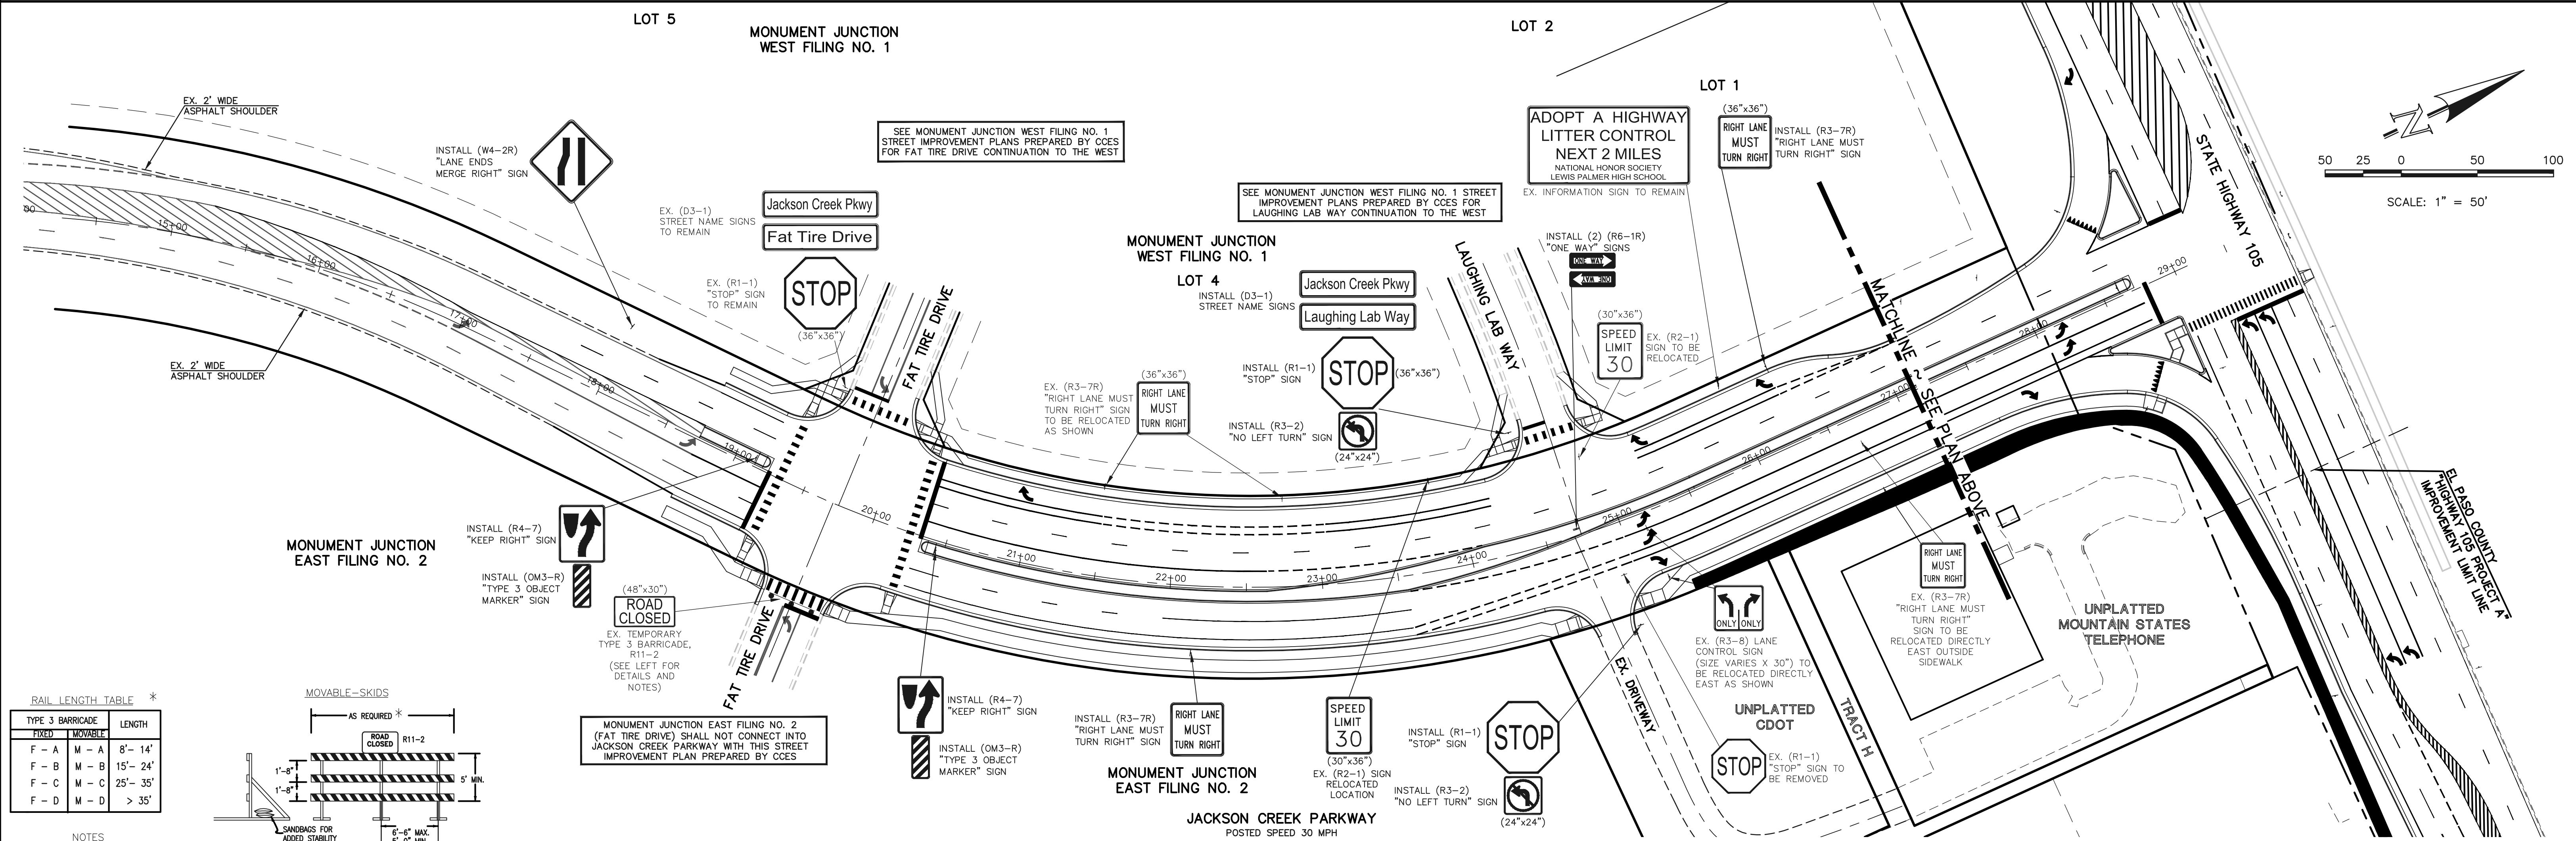 LOT 5
MONUMENT JUNCTION
WEST FILING NO. 1
LOT 2
LOT 1
EX. 2' WIDE
ASPHALT SHOULDER
INSTALL (W4-2R)
"LANE ENDS
MERGE RIGHT" SIGN
SEE MONUMENT JUNCTION WEST FILING NO. 1
STREET IMPROVEMENT PLANS PREPARED BY CCES
FOR FAT TIRE DRIVE CONTINUATION TO THE WEST
ADOPT A HIGHWAY
LITTER CONTROL
NEXT 2 MILES
NATIONAL HONOR SOCIETY
LEWIS PALMER HIGH SCHOOL
EX. INFORMATION SIGN TO REMAIN
(36"x36")
RIGHT LANE
MUST
TURN RIGHT
INSTALL (R3-7R)
"RIGHT LANE MUST
TURN RIGHT" SIGN
STATE HIGHWAY 105
N
50 25 0 50 100
SCALE: 1" = 50'
EX. (D3-1)
STREET NAME SIGNS
TO REMAIN
Jackson Creek Pkwy
Fat Tire Drive
EX. (R1-1)
"STOP" SIGN
TO REMAIN
STOP
(36"x36")
FAT TIRE DRIVE
SEE MONUMENT JUNCTION WEST FILING NO. 1 STREET
IMPROVEMENT PLANS PREPARED BY CCES FOR
LAUGHING LAB WAY CONTINUATION TO THE WEST
MONUMENT JUNCTION
WEST FILING NO. 1
LOT 4
INSTALL (D3-1)
STREET NAME SIGNS
Jackson Creek Pkwy
Laughing Lab Way
INSTALL (R1-1)
"STOP" SIGN
STOP
(36"x36")
INSTALL (R3-2)
"NO LEFT TURN" SIGN
(24"x24")
LAUGHING LAB WAY
INSTALL (2) (R6-1R)
"ONE WAY" SIGNS
ONE WAY
ONE WAY
(30"x36")
SPEED
LIMIT
30
EX. (R2-1)
SIGN TO BE
RELOCATED
EX. (R3-7R)
"RIGHT LANE MUST
TURN RIGHT" SIGN
TO BE RELOCATED
AS SHOWN
(36"x36")
RIGHT LANE
MUST
TURN RIGHT
MATCHLINE ~ SEE PLAN ABOVE
00
15+00
16+00
17+00
18+00
19+00
20+00
21+00
22+00
23+00
24+00
25+00
26+00
27+00
28+00
29+00
EX. 2' WIDE
ASPHALT SHOULDER
MONUMENT JUNCTION
EAST FILING NO. 2
INSTALL (R4-7)
"KEEP RIGHT" SIGN
INSTALL (OM3-R)
"TYPE 3 OBJECT
MARKER" SIGN
(48"x30")
ROAD
CLOSED
EX. TEMPORARY
TYPE 3 BARRICADE,
R11-2
(SEE LEFT FOR
DETAILS AND
NOTES)
FAT TIRE DRIVE
MONUMENT JUNCTION EAST FILING NO. 2
(FAT TIRE DRIVE) SHALL NOT CONNECT INTO
JACKSON CREEK PARKWAY WITH THIS STREET
IMPROVEMENT PLAN PREPARED BY CCES
INSTALL (R4-7)
"KEEP RIGHT" SIGN
INSTALL (OM3-R)
"TYPE 3 OBJECT
MARKER" SIGN
INSTALL (R3-7R)
"RIGHT LANE MUST
TURN RIGHT" SIGN
RIGHT LANE
MUST
TURN RIGHT
MONUMENT JUNCTION
EAST FILING NO. 2
JACKSON CREEK PARKWAY
POSTED SPEED 30 MPH
SPEED
LIMIT
30
(30"x36")
EX. (R2-1) SIGN
RELOCATED
LOCATION
INSTALL (R1-1)
"STOP" SIGN
STOP
INSTALL (R3-2)
"NO LEFT TURN" SIGN
(24"x24")
EX. DRIVEWAY
ONLY ONLY
EX. (R3-8) LANE
CONTROL SIGN
(SIZE VARIES X 30") TO
BE RELOCATED DIRECTLY
EAST AS SHOWN
UNPLATTED
CDOT
STOP
EX. (R1-1)
"STOP" SIGN TO
BE REMOVED
TRACT H
RIGHT LANE
MUST
TURN RIGHT
EX. (R3-7R)
"RIGHT LANE MUST
TURN RIGHT"
SIGN TO BE
RELOCATED DIRECTLY
EAST OUTSIDE
SIDEWALK
UNPLATTED
MOUNTAIN STATES
TELEPHONE
EL PASO COUNTY
"HIGHWAY 105 PROJECT A"
IMPROVEMENT LIMIT LINE
RAIL LENGTH TABLE *
TYPE 3 BARRICADE LENGTH
FIXED MOVABLE
F - A M - A 8'- 14'
F - B M - B 15'- 24'
F - C M - C 25'- 35'
F - D M - D > 35'
NOTES
MOVABLE-SKIDS
AS REQUIRED *
ROAD
CLOSED
R11-2
1'-8"
1'-8"
5' MIN.
SANDBAGS FOR
ADDED STABILITY
6'-6" MAX.